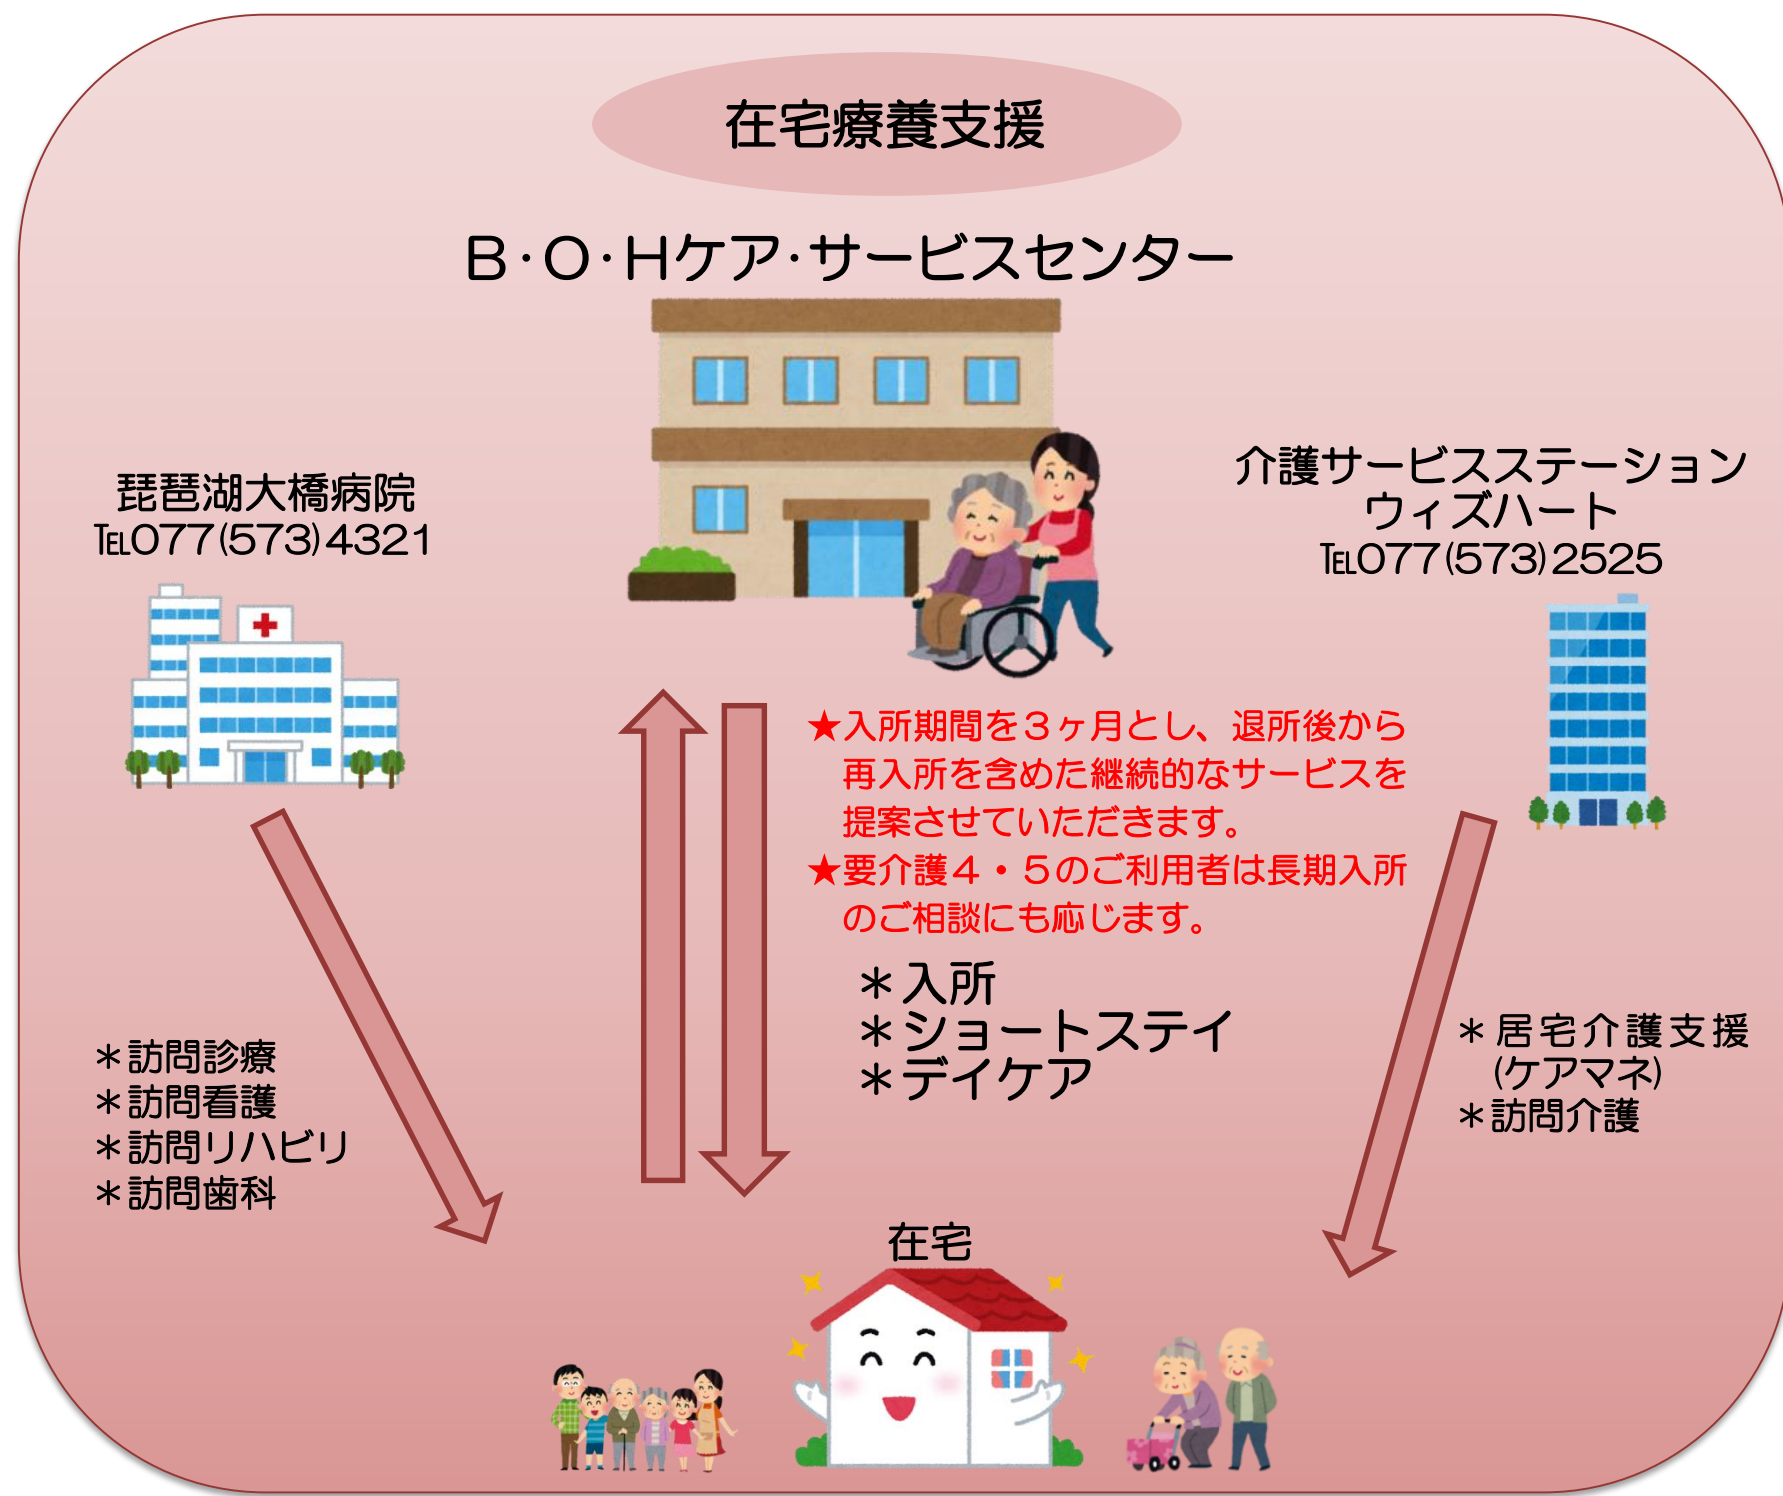 在宅療養支援
B・O・Hケア・サービスセンター
琵琶湖大橋病院
℡077(573)4321
介護サービスステーション
ウィズハート
℡077(573)2525
★入所期間を3ヶ月とし、退所後から
再入所を含めた継続的なサービスを
提案させていただきます。
★要介護4・5のご利用者は長期入所
のご相談にも応じます。
＊入所
＊ショートステイ
＊デイケア
＊訪問診療
＊訪問看護
＊訪問リハビリ
＊訪問歯科
＊居宅介護支援
(ケアマネ)
＊訪問介護
在宅